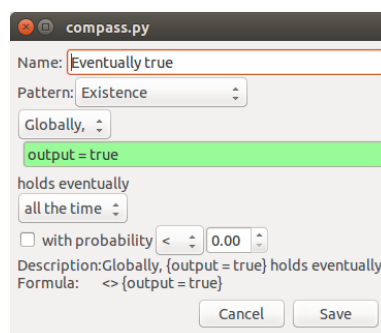 compass.py
Name: Eventually true
Pattern: Existence
Globally,
output = true
holds eventually
all the time
with probability < 0.00
Description:Globally, {output = true} holds eventually
Formula: <> {output = true}
Cancel Save